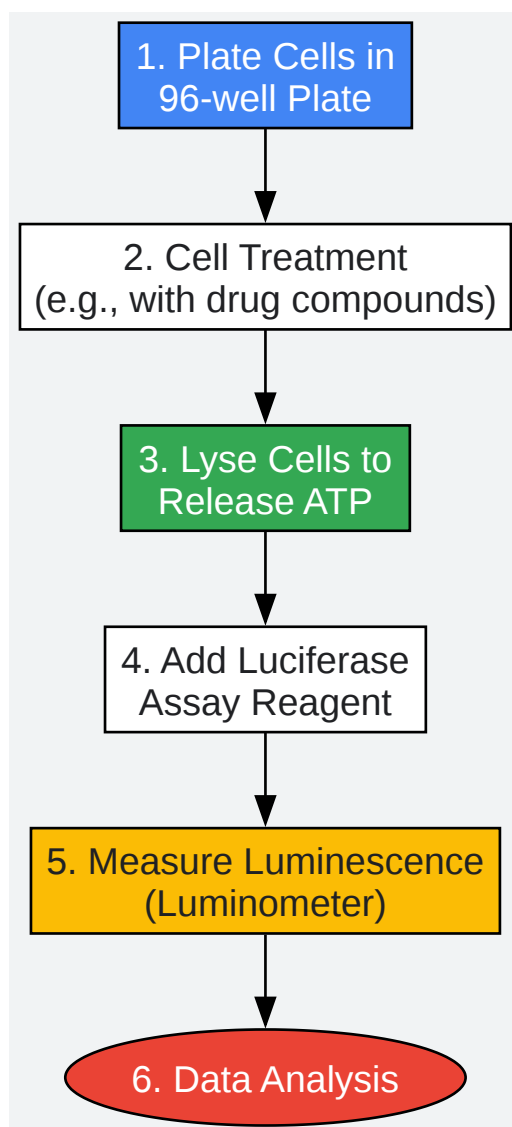 1. Plate Cells in
96-well Plate
2. Cell Treatment
(e.g., with drug compounds)
3. Lyse Cells to
Release ATP
4. Add Luciferase
Assay Reagent
5. Measure Luminescence
(Luminometer)
6. Data Analysis